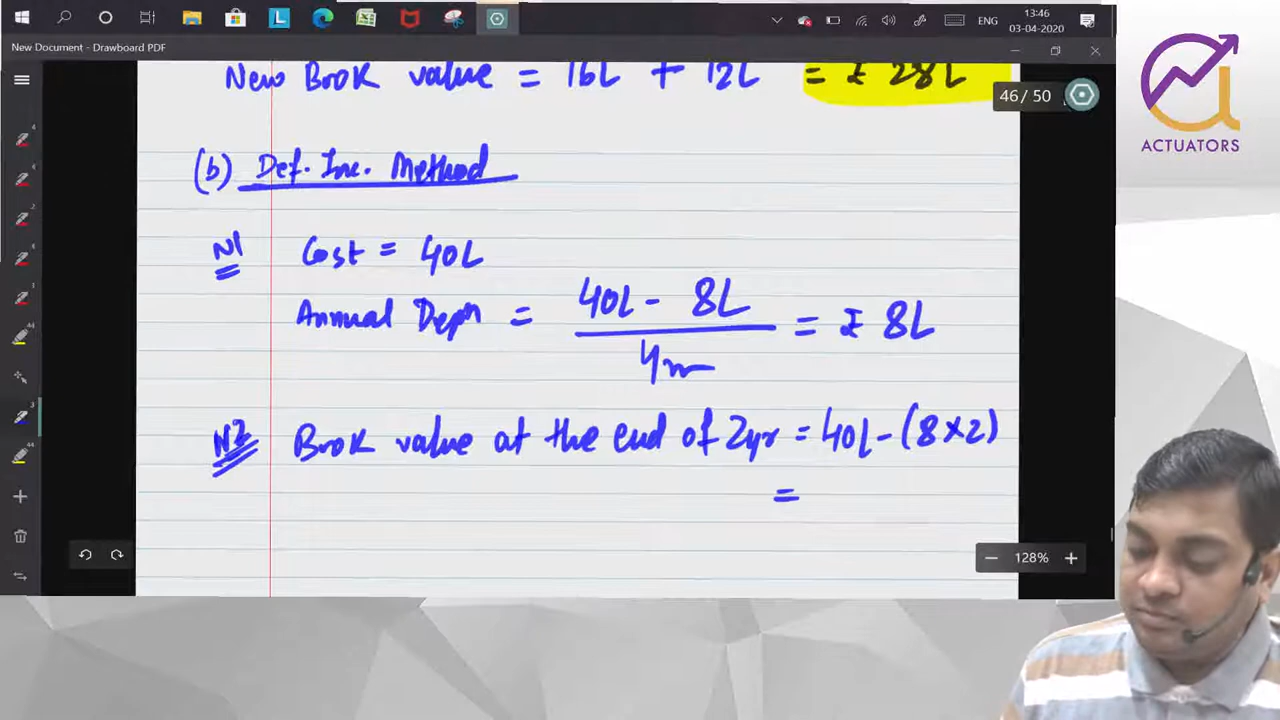 13:46
ENG
03-04-2020
New Document - Drawboard PDF
New Book value = 16L + 12L = ₹ 28L
46 / 50
ACTUATORS
(b) Def. Inc. Method
N1 Cost = 40L
Annual Depn = 40L - 8L / 4yr = ₹ 8L
N2 Book value at the end of 2yr = 40L - (8×2)
=
128%